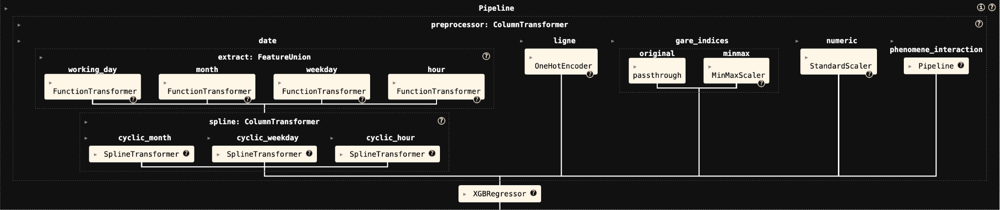 Pipeline
preprocessor: ColumnTransformer
date
ligne
gare_indices
numeric
phenomene_interaction
extract: FeatureUnion
original
minmax
working_day
month
weekday
hour
OneHotEncoder
passthrough
MinMaxScaler
StandardScaler
Pipeline
FunctionTransformer
FunctionTransformer
FunctionTransformer
FunctionTransformer
spline: ColumnTransformer
cyclic_month
cyclic_weekday
cyclic_hour
SplineTransformer
SplineTransformer
SplineTransformer
XGBRegressor